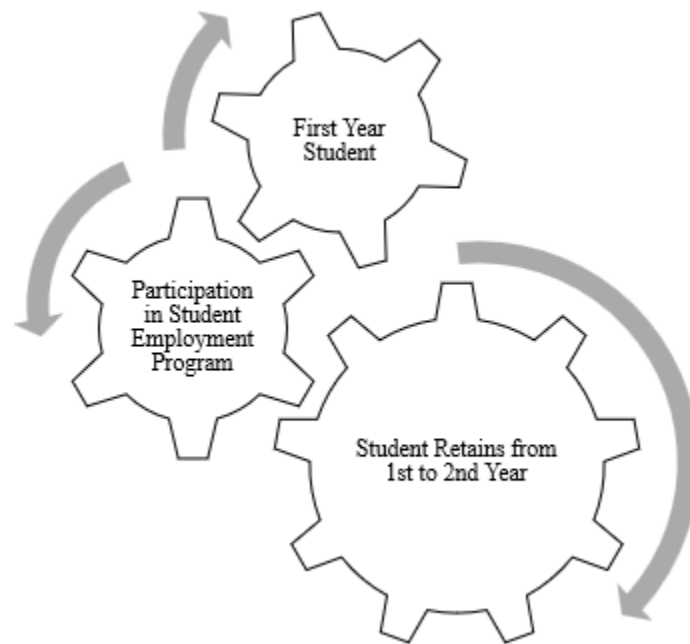 First Year
Student
Participation
in Student
Employment
Program
Student Retains from
1st to 2nd Year